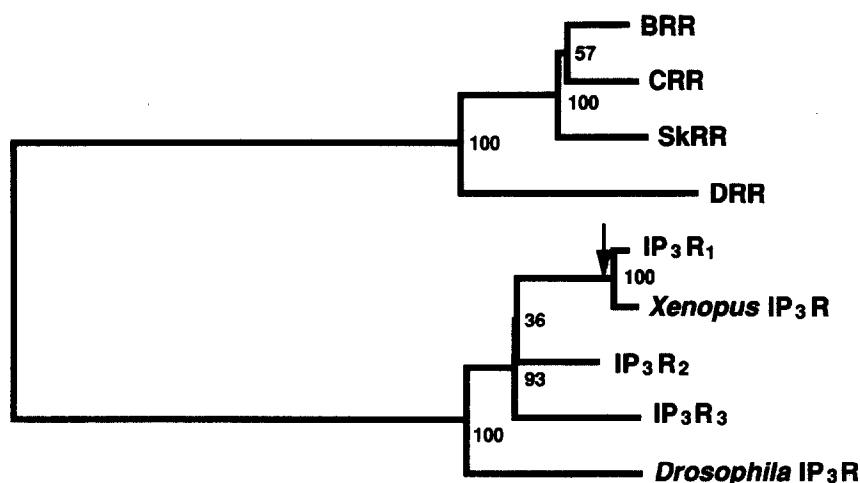 BRR
57
CRR
100
SkRR
100
DRR
IP₃R₁
100
Xenopus IP₃R
36
IP₃R₂
93
IP₃R₃
100
Drosophila IP₃R